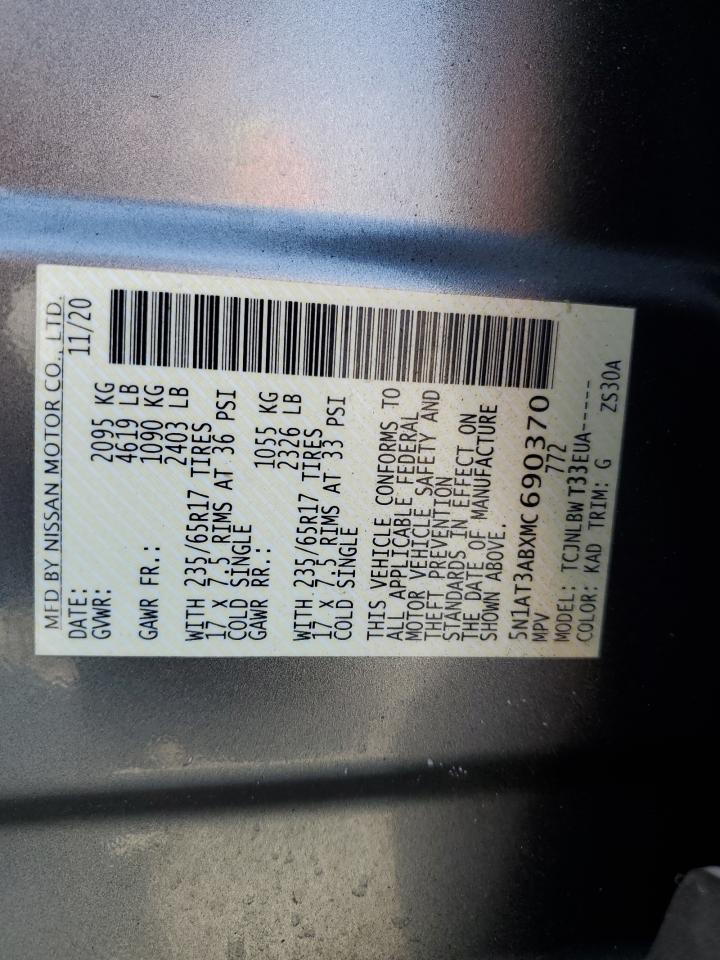 MFD BY NISSAN MOTOR CO., LTD.
DATE: 11/20
GVWR: 2095 KG
4619 LB
GAWR FR.: 1090 KG
2403 LB
WITH 235/65R17 TIRES
17 X 7.5 RIMS AT 36 PSI
COLD SINGLE
GAWR RR.: 1055 KG
2326 LB
WITH 235/65R17 TIRES
17 X 7.5 RIMS AT 33 PSI
COLD SINGLE
THIS VEHICLE CONFORMS TO
ALL APPLICABLE FEDERAL
MOTOR VEHICLE SAFETY AND
THEFT PREVENTION
STANDARDS IN EFFECT ON
THE DATE OF MANUFACTURE
SHOWN ABOVE.
5N1AT3ABXMC690370
MPV 772
MODEL: TCJNLBWT33EUA-----
COLOR: KAD TRIM: G ZS30A